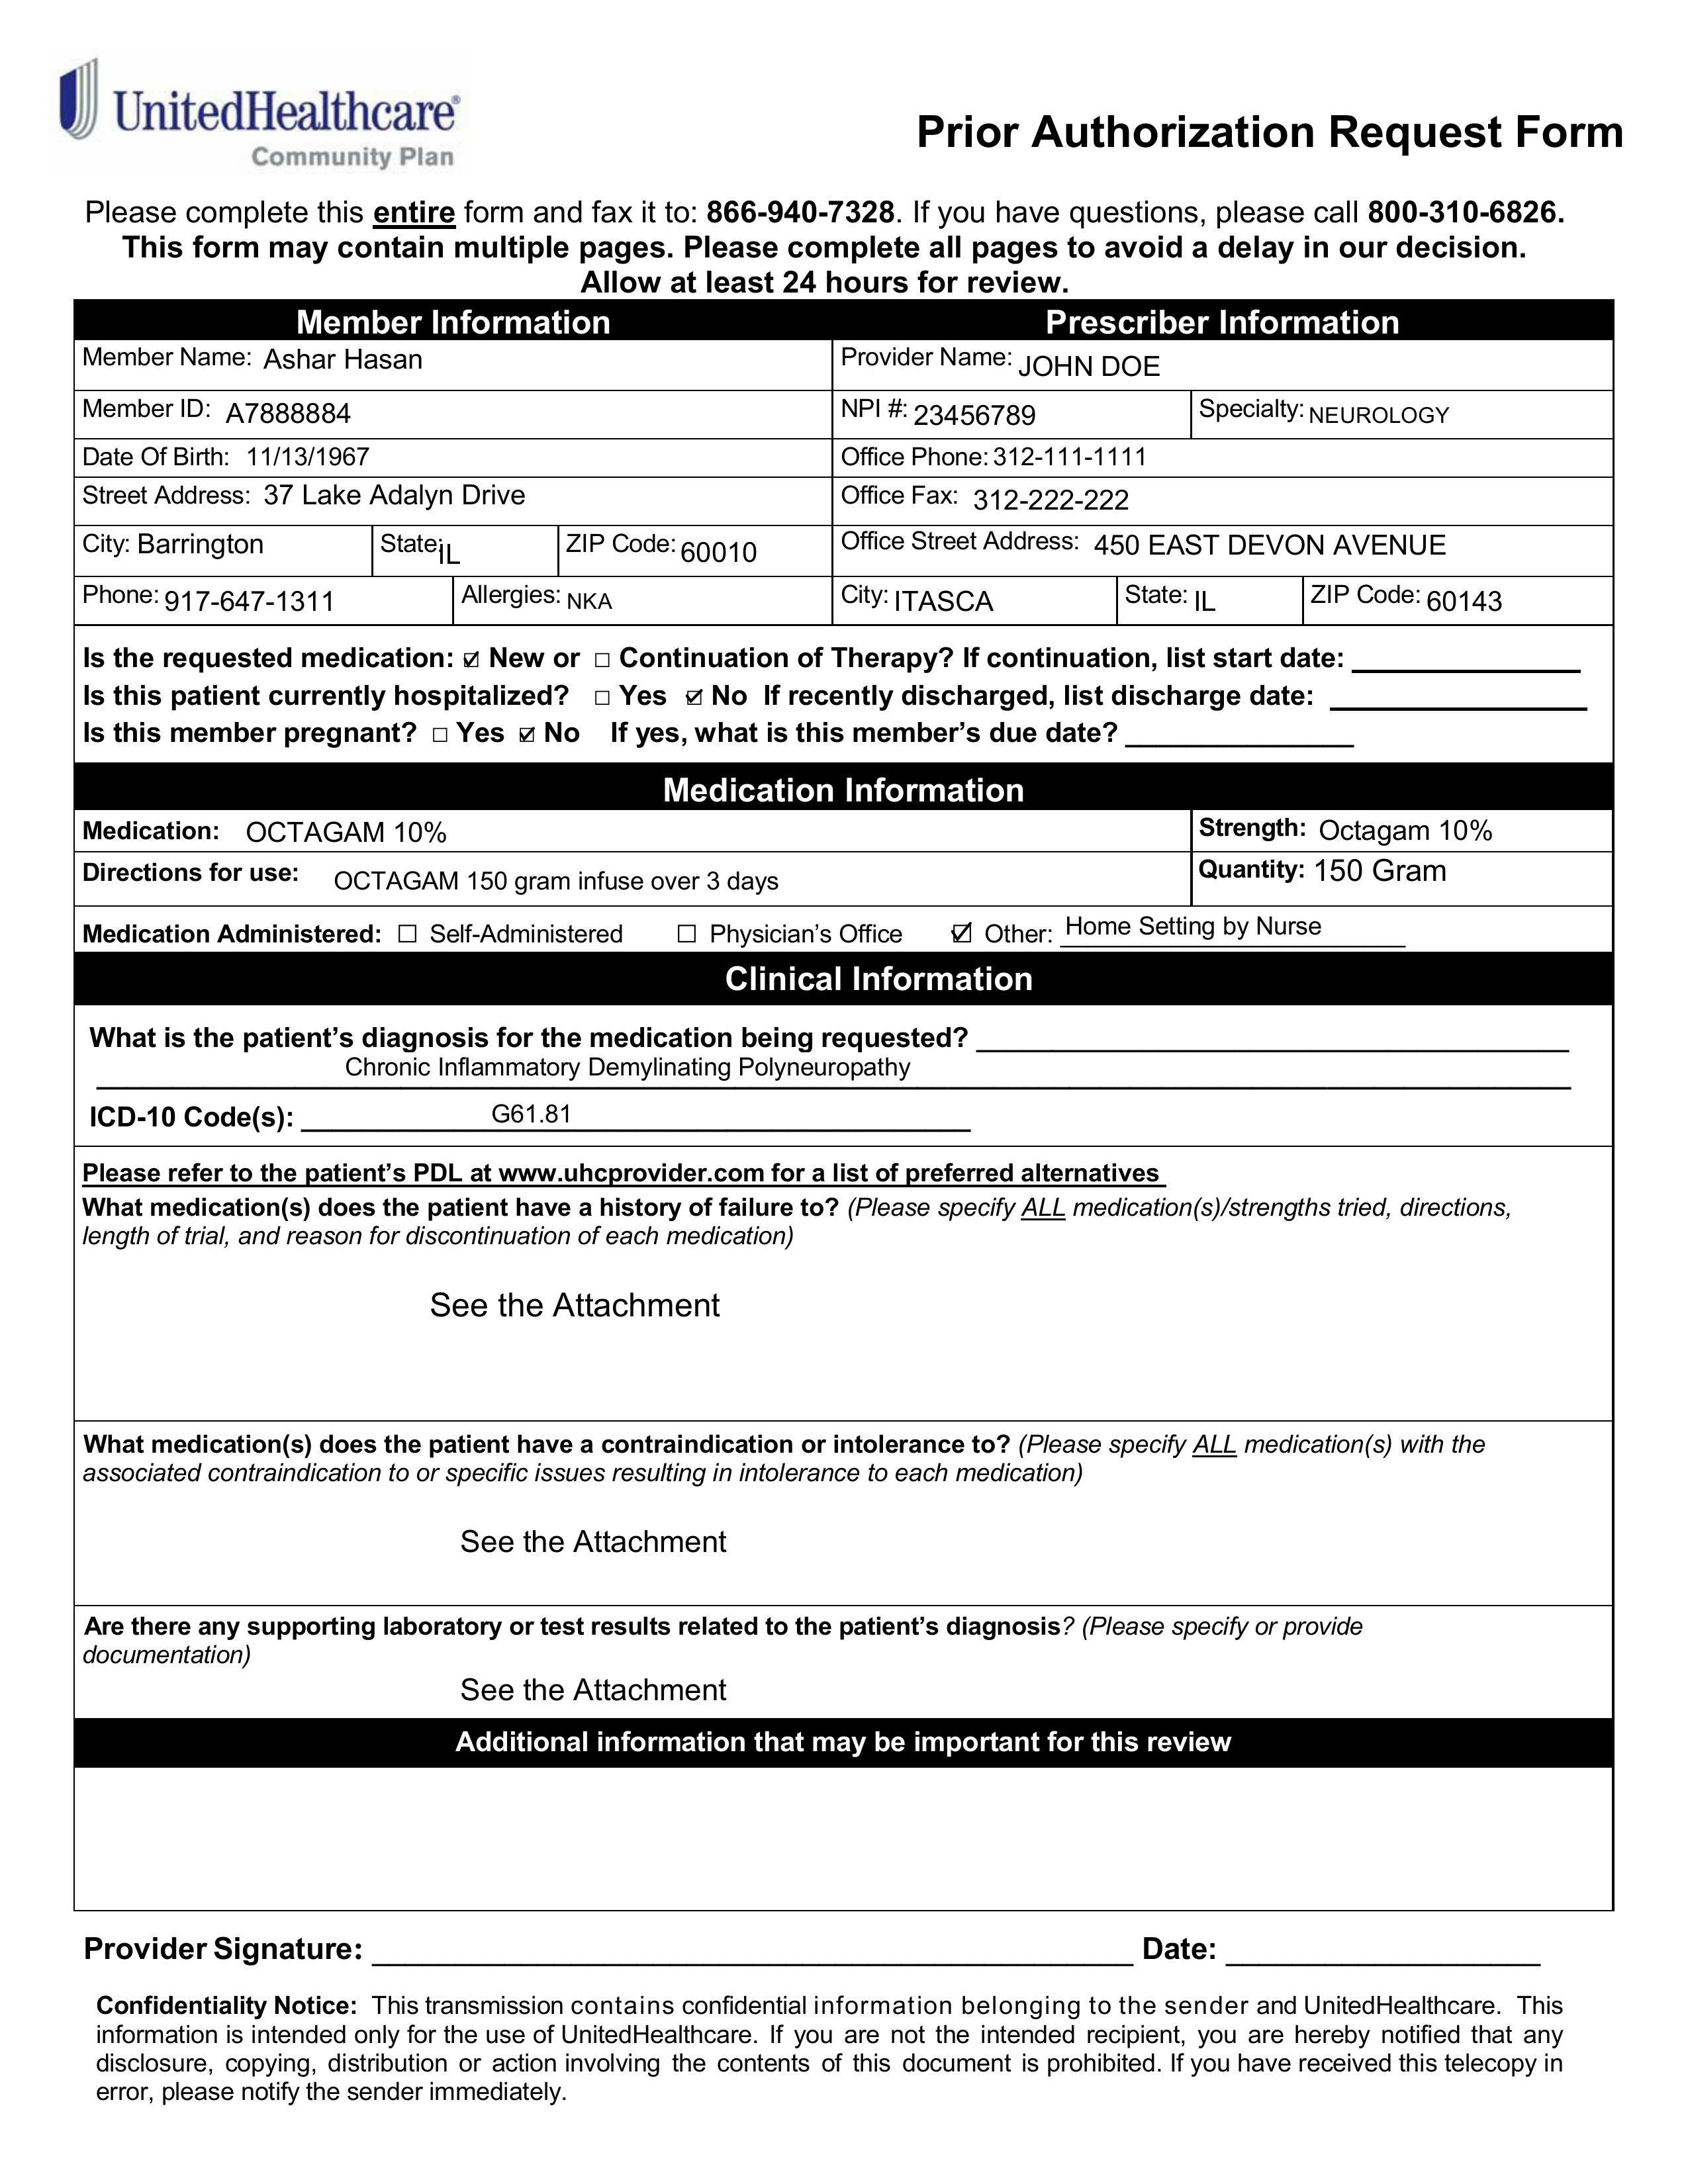 UnitedHealthcare®
Community Plan
Prior Authorization Request Form
Please complete this entire form and fax it to: 866-940-7328. If you have questions, please call 800-310-6826.
This form may contain multiple pages. Please complete all pages to avoid a delay in our decision.
Allow at least 24 hours for review.
Member Information Prescriber Information
Member Name: Ashar Hasan Provider Name: JOHN DOE
Member ID: A7888884 NPI #: 23456789 Specialty: NEUROLOGY
Date Of Birth: 11/13/1967 Office Phone: 312-111-1111
Street Address: 37 Lake Adalyn Drive Office Fax: 312-222-222
City: Barrington State: IL ZIP Code: 60010 Office Street Address: 450 EAST DEVON AVENUE
Phone: 917-647-1311 Allergies: NKA City: ITASCA State: IL ZIP Code: 60143
Is the requested medication: ☑ New or ☐ Continuation of Therapy? If continuation, list start date: ____
Is this patient currently hospitalized? ☐ Yes ☑ No If recently discharged, list discharge date: ____
Is this member pregnant? ☐ Yes ☑ No If yes, what is this member’s due date? ____
Medication Information
Medication: OCTAGAM 10% Strength: Octagam 10%
Directions for use: OCTAGAM 150 gram infuse over 3 days Quantity: 150 Gram
Medication Administered: ☐ Self-Administered ☐ Physician’s Office ☑ Other: Home Setting by Nurse
Clinical Information
What is the patient’s diagnosis for the medication being requested? ____
Chronic Inflammatory Demylinating Polyneuropathy
ICD-10 Code(s): G61.81
Please refer to the patient’s PDL at www.uhcprovider.com for a list of preferred alternatives
What medication(s) does the patient have a history of failure to? (Please specify ALL medication(s)/strengths tried, directions,
length of trial, and reason for discontinuation of each medication)
See the Attachment
What medication(s) does the patient have a contraindication or intolerance to? (Please specify ALL medication(s) with the
associated contraindication to or specific issues resulting in intolerance to each medication)
See the Attachment
Are there any supporting laboratory or test results related to the patient’s diagnosis? (Please specify or provide
documentation)
See the Attachment
Additional information that may be important for this review
Provider Signature: ____ Date: ____
Confidentiality Notice: This transmission contains confidential information belonging to the sender and UnitedHealthcare. This
information is intended only for the use of UnitedHealthcare. If you are not the intended recipient, you are hereby notified that any
disclosure, copying, distribution or action involving the contents of this document is prohibited. If you have received this telecopy in
error, please notify the sender immediately.